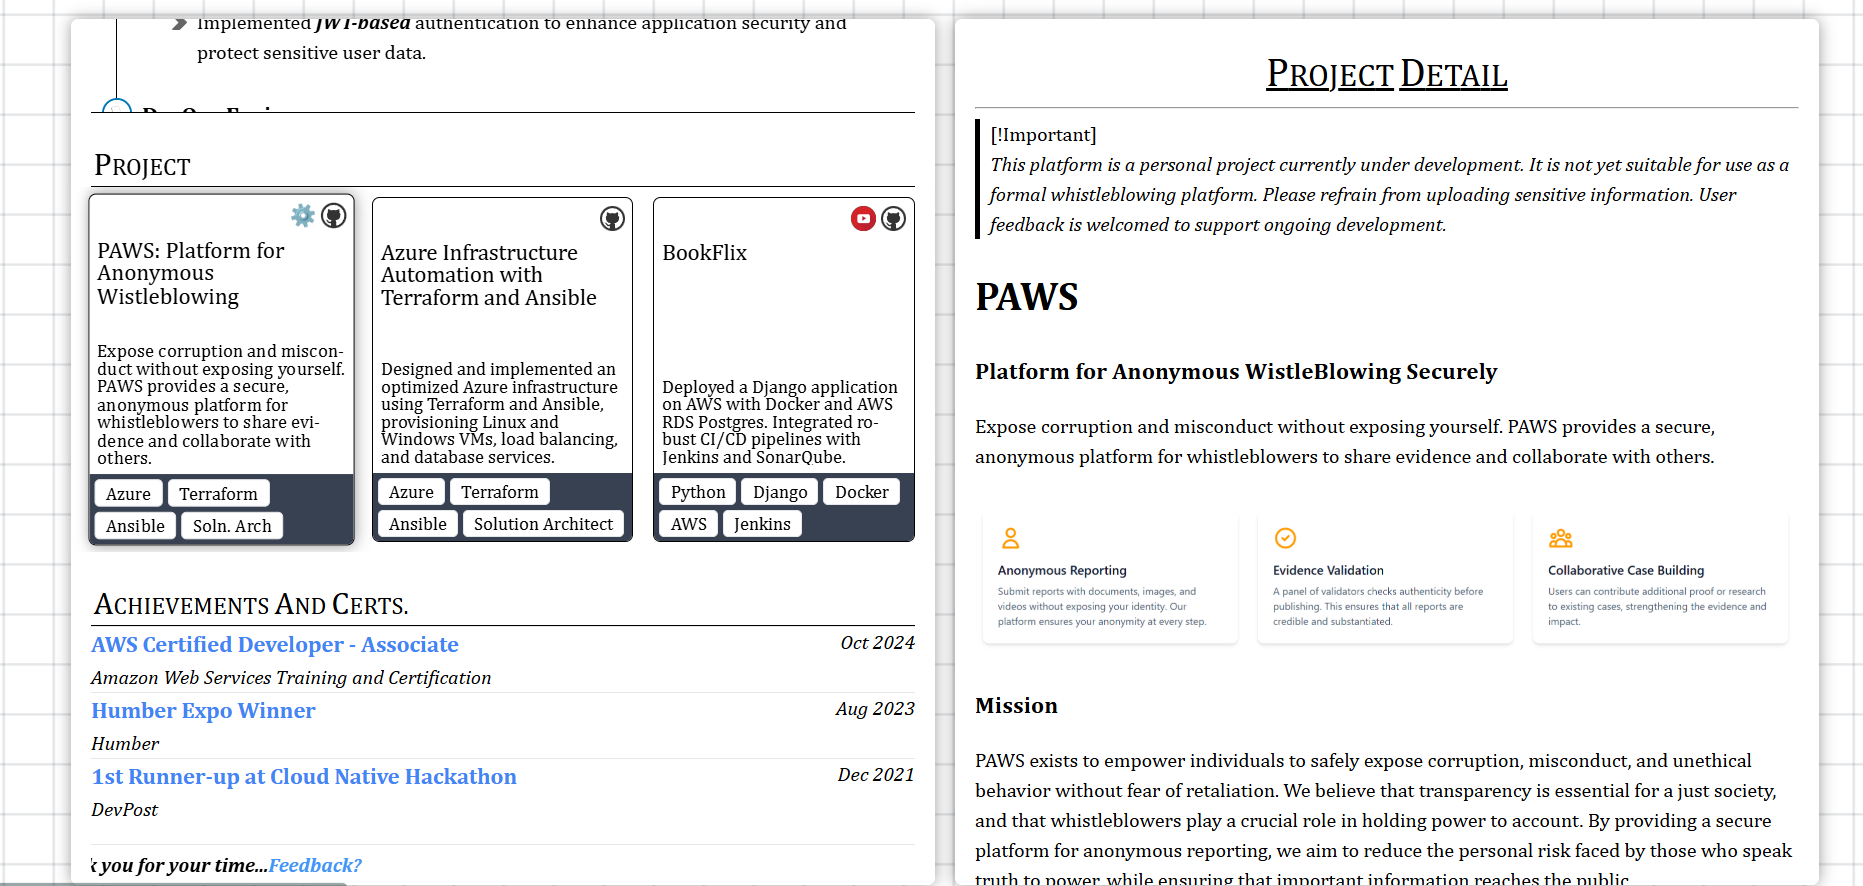 Implemented JWT-based authentication to enhance application security and
protect sensitive user data.
PROJECT
PAWS: Platform for
Anonymous
Wistleblowing
Expose corruption and miscon-
duct without exposing yourself.
PAWS provides a secure,
anonymous platform for
whistleblowers to share evi-
dence and collaborate with
others.
Azure Terraform
Ansible Soln. Arch
Azure Infrastructure
Automation with
Terraform and Ansible
Designed and implemented an
optimized Azure infrastructure
using Terraform and Ansible,
provisioning Linux and
Windows VMs, load balancing,
and database services.
Azure Terraform
Ansible Solution Architect
BookFlix
Deployed a Django application
on AWS with Docker and AWS
RDS Postgres. Integrated ro-
bust CI/CD pipelines with
Jenkins and SonarQube.
Python Django Docker
AWS Jenkins
ACHIEVEMENTS AND CERTS.
AWS Certified Developer - Associate Oct 2024
Amazon Web Services Training and Certification
Humber Expo Winner Aug 2023
Humber
1st Runner-up at Cloud Native Hackathon Dec 2021
DevPost
k you for your time...Feedback?
PROJECT DETAIL
[!Important]
This platform is a personal project currently under development. It is not yet suitable for use as a
formal whistleblowing platform. Please refrain from uploading sensitive information. User
feedback is welcomed to support ongoing development.
PAWS
Platform for Anonymous WistleBlowing Securely
Expose corruption and misconduct without exposing yourself. PAWS provides a secure,
anonymous platform for whistleblowers to share evidence and collaborate with others.
Anonymous Reporting
Submit reports with documents, images, and
videos without exposing your identity. Our
platform ensures your anonymity at every step.
Evidence Validation
A panel of validators checks authenticity before
publishing. This ensures that all reports are
credible and substantiated.
Collaborative Case Building
Users can contribute additional proof or research
to existing cases, strengthening the evidence and
impact.
Mission
PAWS exists to empower individuals to safely expose corruption, misconduct, and unethical
behavior without fear of retaliation. We believe that transparency is essential for a just society,
and that whistleblowers play a crucial role in holding power to account. By providing a secure
platform for anonymous reporting, we aim to reduce the personal risk faced by those who speak
truth to power, while ensuring that important information reaches the public.